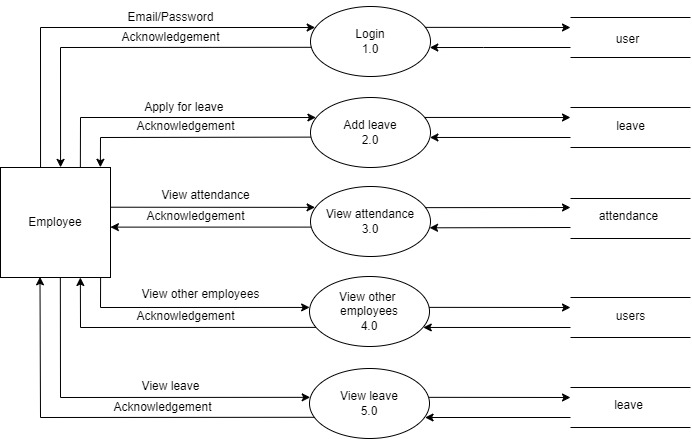 Email/Password
Acknowledgement
Login
1.0
user
Apply for leave
Acknowledgement
Add leave
2.0
leave
Employee
View attendance
Acknowledgement
View attendance
3.0
attendance
View other employees
Acknowledgement
View other
employees
4.0
users
View leave
Acknowledgement
View leave
5.0
leave